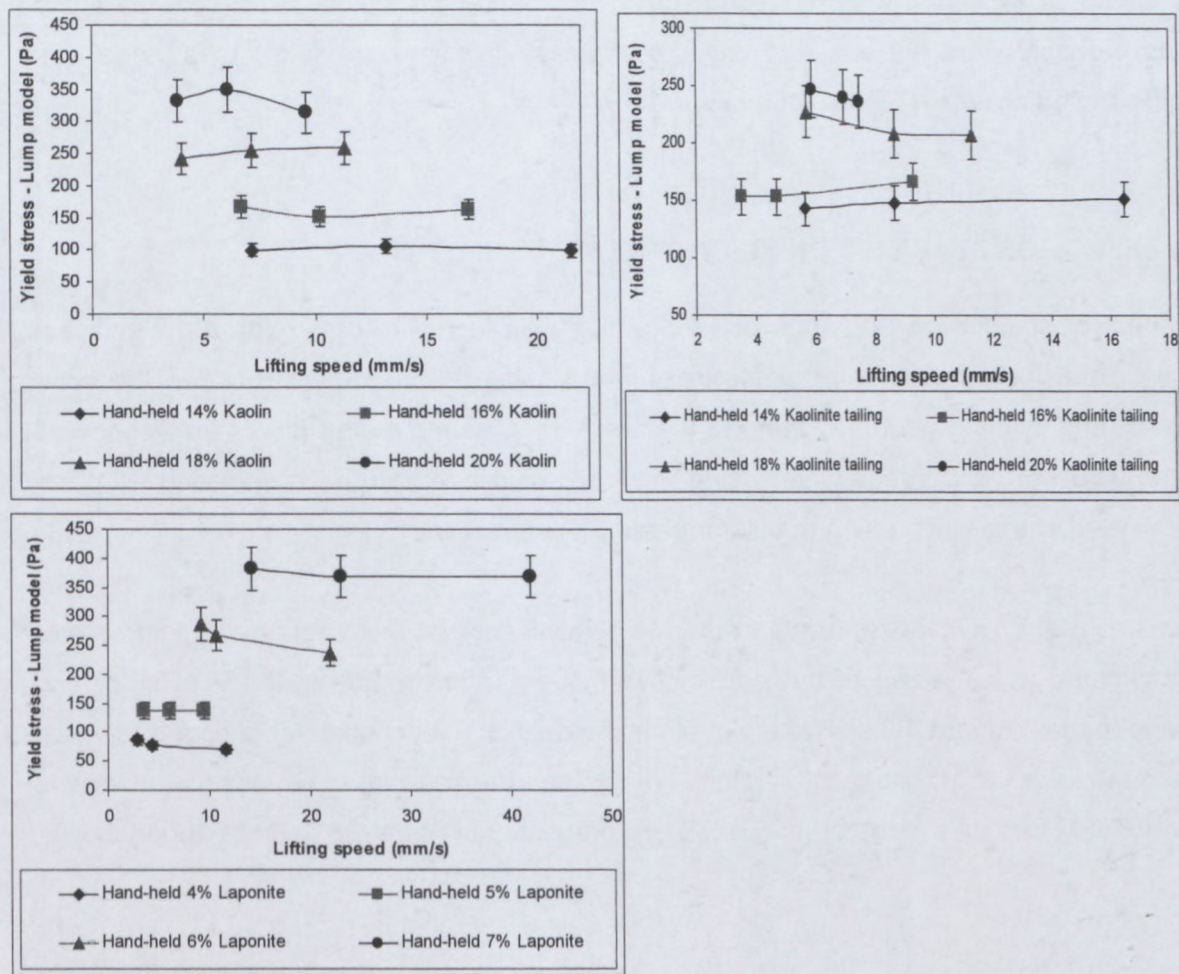 Yield stress - Lump model (Pa)
450
400
350
300
250
200
150
100
50
0
0 5 10 15 20
Lifting speed (mm/s)
Hand-held 14% Kaolin Hand-held 16% Kaolin
Hand-held 18% Kaolin Hand-held 20% Kaolin
Yield stress - Lump model (Pa)
300
250
200
150
100
50
2 4 6 8 10 12 14 16 18
Lifting speed (mm/s)
Hand-held 14% Kaolinite tailing Hand-held 16% Kaolinite tailing
Hand-held 18% Kaolinite tailing Hand-held 20% Kaolinite tailing
Yield stress - Lump model (Pa)
450
400
350
300
250
200
150
100
50
0
0 10 20 30 40 50
Lifting speed (mm/s)
Hand-held 4% Laponite Hand-held 5% Laponite
Hand-held 6% Laponite Hand-held 7% Laponite